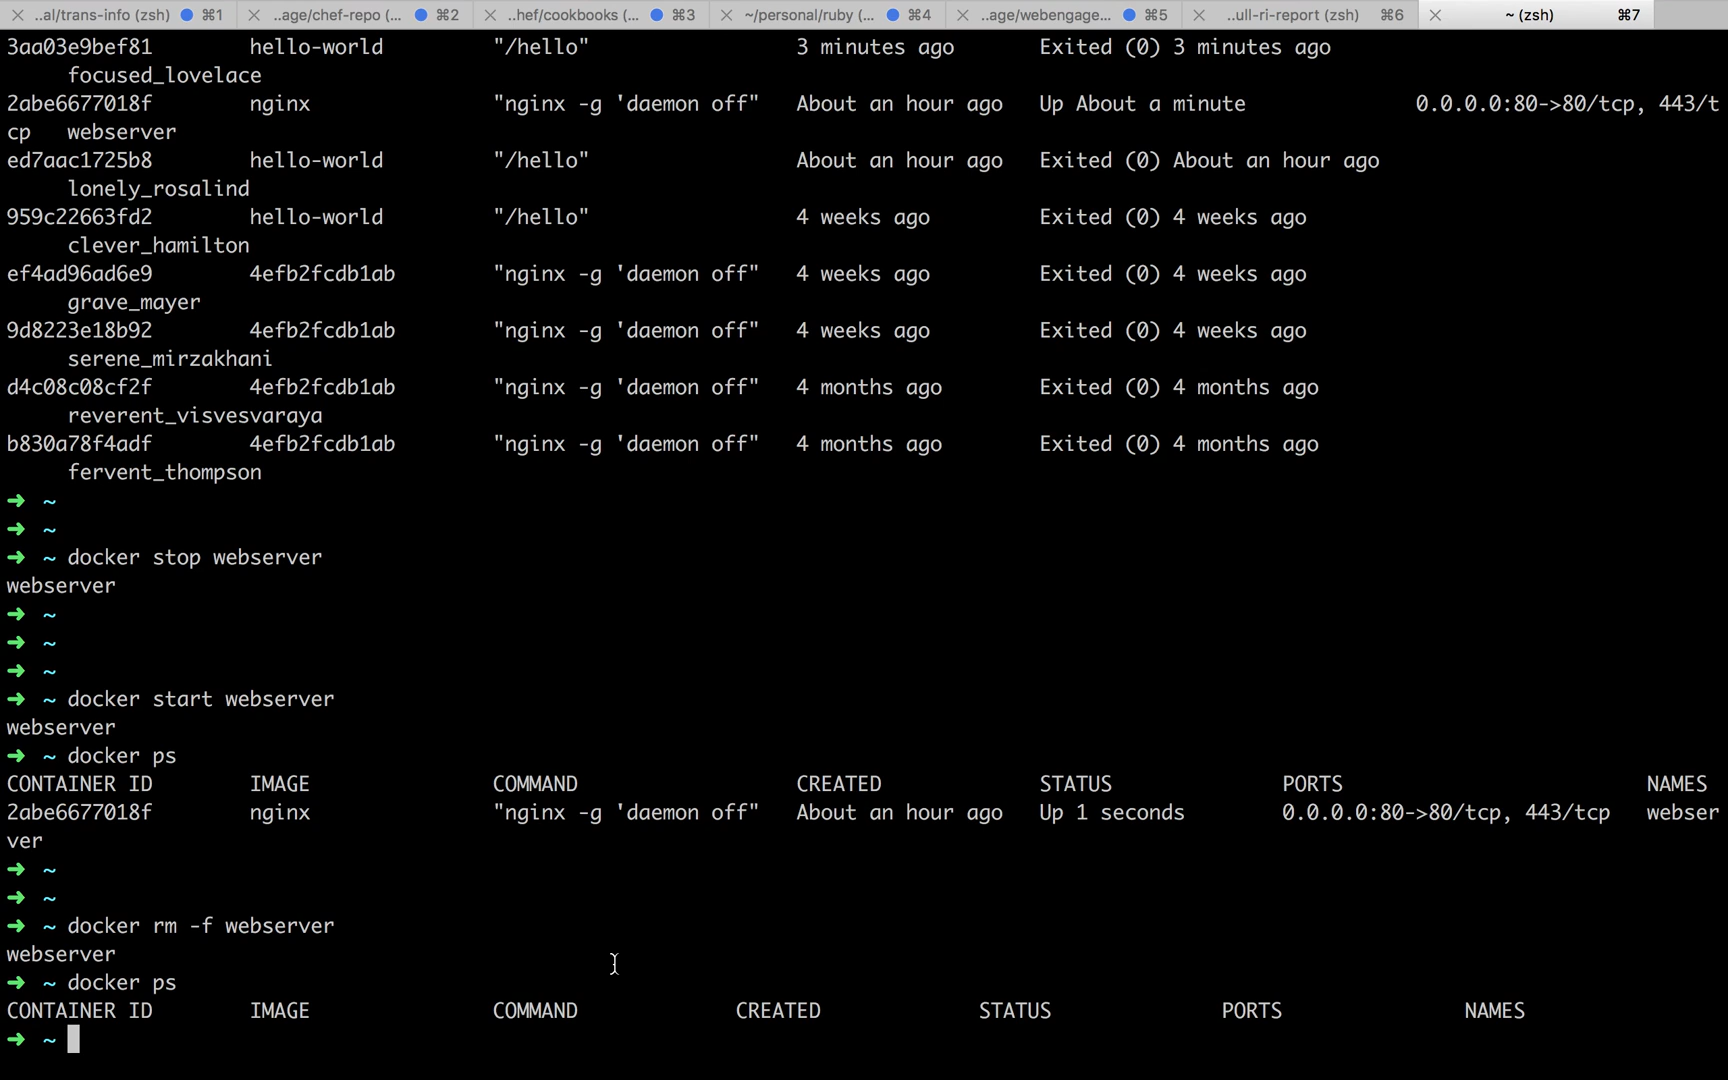 ..al/trans-info (zsh) ⌘1 ..age/chef-repo (... ⌘2 ..hef/cookbooks (... ⌘3 ~/personal/ruby (... ⌘4 ..age/webengage... ⌘5 ..ull-ri-report (zsh) ⌘6 ~ (zsh) ⌘7
3aa03e9bef81 hello-world "/hello" 3 minutes ago Exited (0) 3 minutes ago
focused_lovelace
2abe6677018f nginx "nginx -g 'daemon off" About an hour ago Up About a minute 0.0.0.0:80->80/tcp, 443/t
cp webserver
ed7aac1725b8 hello-world "/hello" About an hour ago Exited (0) About an hour ago
lonely_rosalind
959c22663fd2 hello-world "/hello" 4 weeks ago Exited (0) 4 weeks ago
clever_hamilton
ef4ad96ad6e9 4efb2fcdb1ab "nginx -g 'daemon off" 4 weeks ago Exited (0) 4 weeks ago
grave_mayer
9d8223e18b92 4efb2fcdb1ab "nginx -g 'daemon off" 4 weeks ago Exited (0) 4 weeks ago
serene_mirzakhani
d4c08c08cf2f 4efb2fcdb1ab "nginx -g 'daemon off" 4 months ago Exited (0) 4 months ago
reverent_visvesvaraya
b830a78f4adf 4efb2fcdb1ab "nginx -g 'daemon off" 4 months ago Exited (0) 4 months ago
fervent_thompson
➜ ~
➜ ~
➜ ~ docker stop webserver
webserver
➜ ~
➜ ~
➜ ~
➜ ~ docker start webserver
webserver
➜ ~ docker ps
CONTAINER ID IMAGE COMMAND CREATED STATUS PORTS NAMES
2abe6677018f nginx "nginx -g 'daemon off" About an hour ago Up 1 seconds 0.0.0.0:80->80/tcp, 443/tcp webser
ver
➜ ~
➜ ~
➜ ~ docker rm -f webserver
webserver
➜ ~ docker ps
CONTAINER ID IMAGE COMMAND CREATED STATUS PORTS NAMES
➜ ~